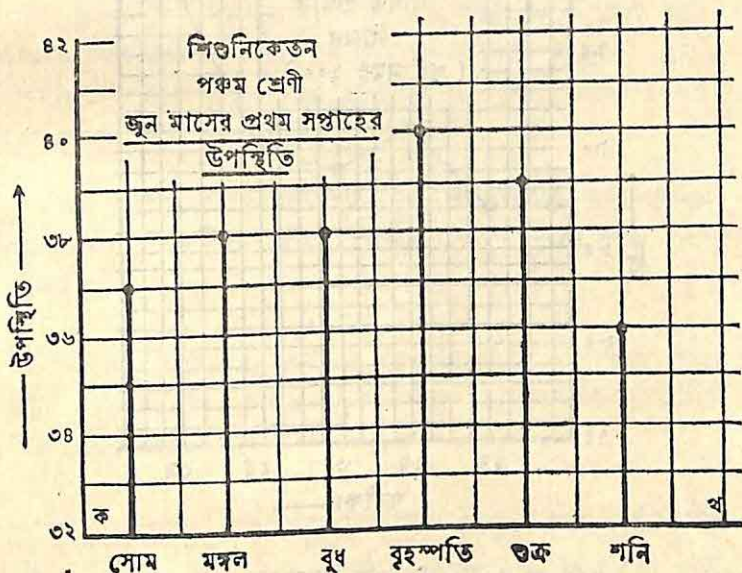 শিশুনিকেতন
পঞ্চম শ্রেণী
জুন মাসের প্রথম সপ্তাহের
উপস্থিতি
৪২
৪০
৩৮
৩৬
৩৪
৩২
উপস্থিতি
ক
থ
সোম মঙ্গল বুধ বৃহস্পতি শুক্র শনি